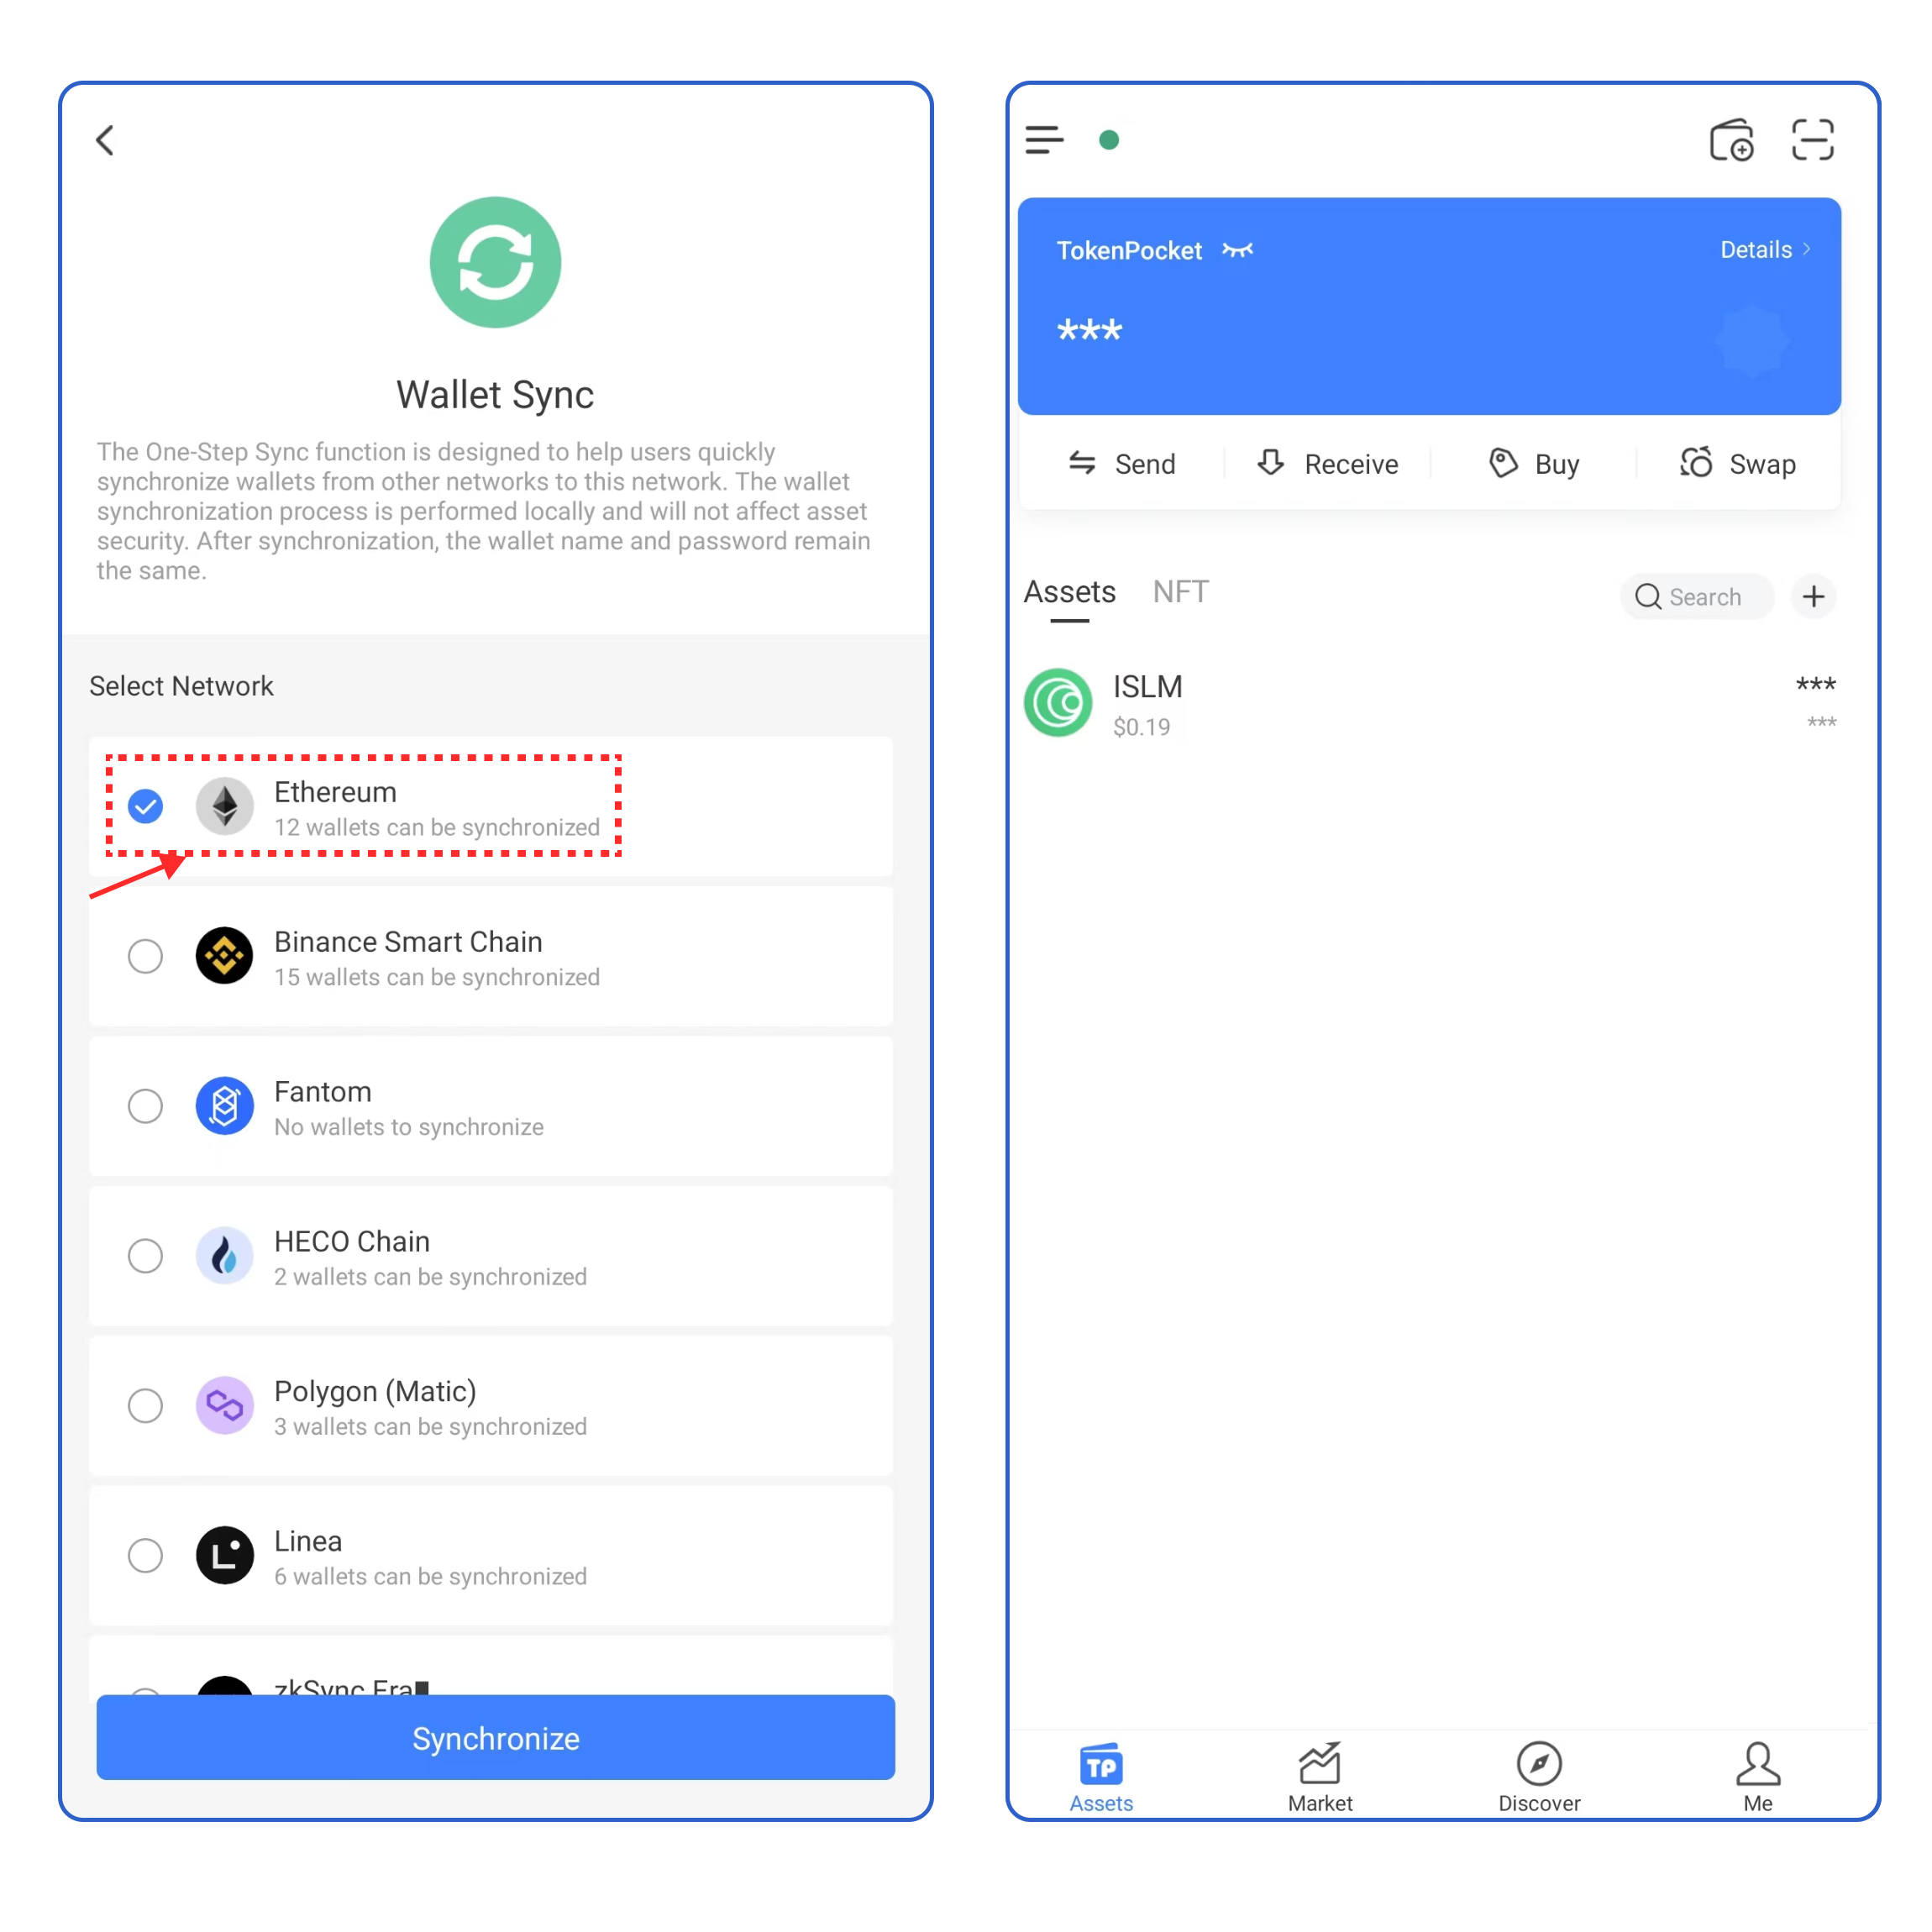 Wallet Sync
The One-Step Sync function is designed to help users quickly
synchronize wallets from other networks to this network. The wallet
synchronization process is performed locally and will not affect asset
security. After synchronization, the wallet name and password remain
the same.
Select Network
Ethereum
12 wallets can be synchronized
Binance Smart Chain
15 wallets can be synchronized
Fantom
No wallets to synchronize
HECO Chain
2 wallets can be synchronized
Polygon (Matic)
3 wallets can be synchronized
Linea
6 wallets can be synchronized
zkSync Era
Synchronize
TokenPocket
Details >
***
Send
Receive
Buy
Swap
Assets
NFT
Search
ISLM
***
$0.19
***
TP
Assets
Market
Discover
Me